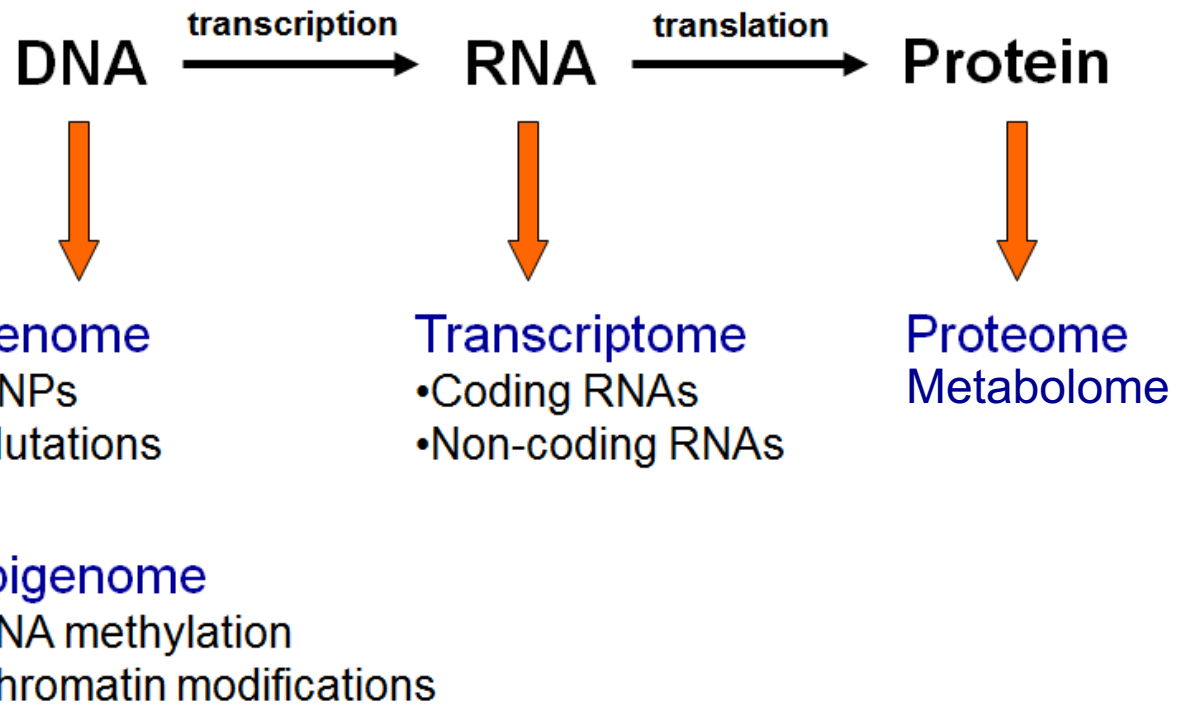 transcription translation
DNA RNA Protein
enome Transcriptome Proteome
NPs •Coding RNAs Metabolome
utations •Non-coding RNAs
pigenome
NA methylation
hromatin modifications